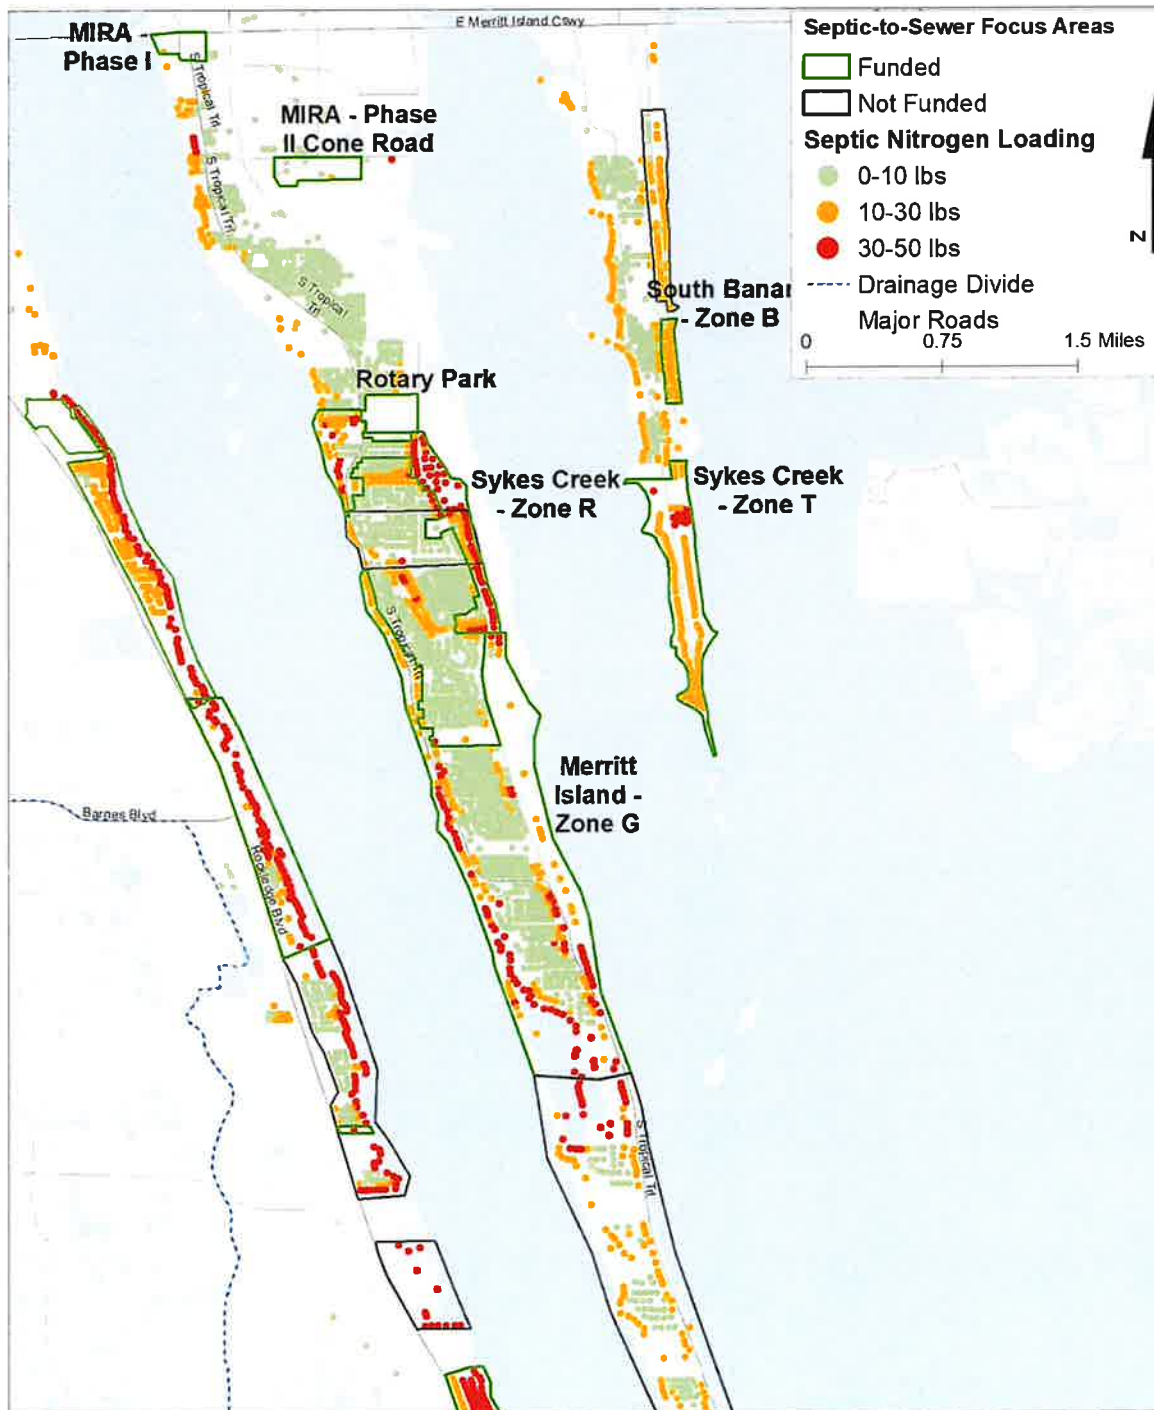 E Merritt Island Cswy
MIRA -
Phase I
S Tropical Trl
MIRA - Phase
II Cone Road
S Tropical Trl
S Tropical
Trl
Rotary Park
South Banan
- Zone B
Sykes Creek
- Zone R
Sykes Creek
- Zone T
S Tropical Trl
Merritt
Island -
Zone G
Barnes Blvd
Rockledge Blvd
S Tropical Trl
Septic-to-Sewer Focus Areas
Funded
Not Funded
Septic Nitrogen Loading
0-10 lbs
10-30 lbs
30-50 lbs
Drainage Divide
Major Roads
0 0.75 1.5 Miles
N